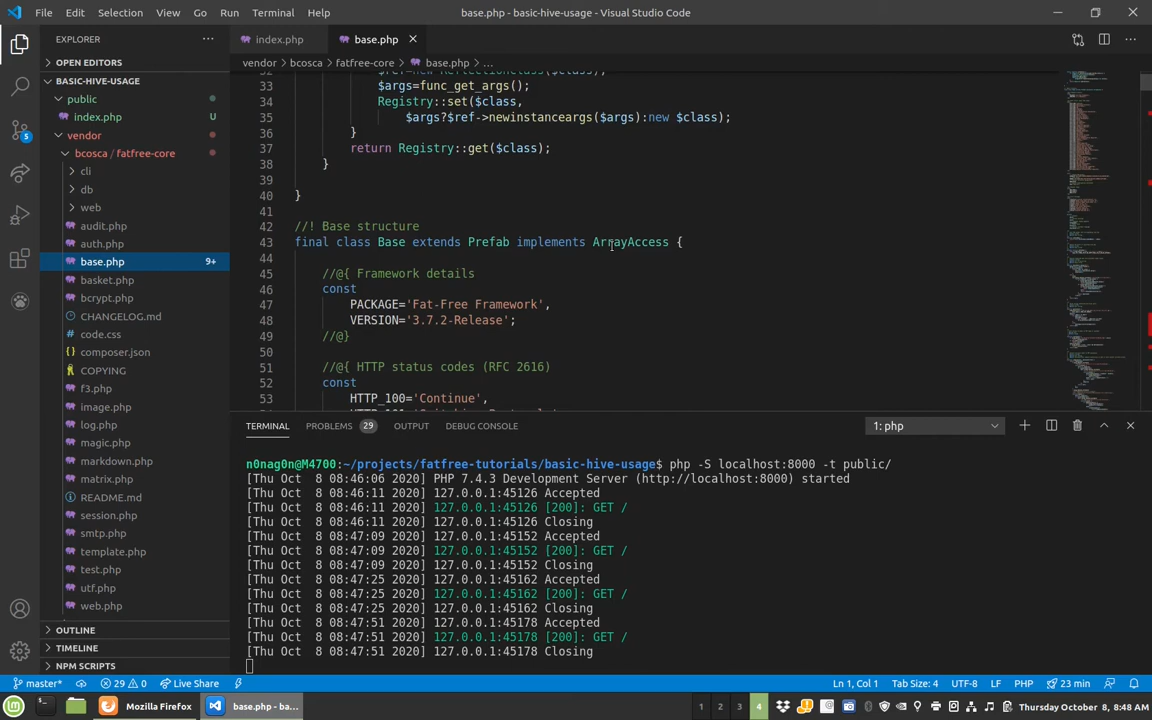 File Edit Selection View Go Run Terminal Help
base.php - basic-hive-usage - Visual Studio Code
EXPLORER
OPEN EDITORS
BASIC-HIVE-USAGE
public
index.php U
vendor
bcosca / fatfree-core
cli
db
web
audit.php
auth.php
base.php 9+
basket.php
bcrypt.php
CHANGELOG.md
code.css
composer.json
COPYING
f3.php
image.php
log.php
magic.php
markdown.php
matrix.php
README.md
session.php
smtp.php
template.php
test.php
utf.php
web.php
OUTLINE
TIMELINE
NPM SCRIPTS
5
index.php
base.php
vendor > bcosca > fatfree-core > base.php > ...
32 $ref=new ReflectionClass($class);
33 $args=func_get_args();
34 Registry::set($class,
35 $args?$ref->newinstanceargs($args):new $class);
36 }
37 return Registry::get($class);
38 }
39
40 }
41
42 //! Base structure
43 final class Base extends Prefab implements ArrayAccess {
44
45 //@{ Framework details
46 const
47 PACKAGE='Fat-Free Framework',
48 VERSION='3.7.2-Release';
49 //@}
50
51 //@{ HTTP status codes (RFC 2616)
52 const
53 HTTP_100='Continue',
TERMINAL PROBLEMS 29 OUTPUT DEBUG CONSOLE
1: php
n0nag0n@M4700:~/projects/fatfree-tutorials/basic-hive-usage$ php -S localhost:8000 -t public/
[Thu Oct  8 08:46:06 2020] PHP 7.4.3 Development Server (http://localhost:8000) started
[Thu Oct  8 08:46:11 2020] 127.0.0.1:45126 Accepted
[Thu Oct  8 08:46:11 2020] 127.0.0.1:45126 [200]: GET /
[Thu Oct  8 08:46:11 2020] 127.0.0.1:45126 Closing
[Thu Oct  8 08:47:09 2020] 127.0.0.1:45152 Accepted
[Thu Oct  8 08:47:09 2020] 127.0.0.1:45152 [200]: GET /
[Thu Oct  8 08:47:09 2020] 127.0.0.1:45152 Closing
[Thu Oct  8 08:47:25 2020] 127.0.0.1:45162 Accepted
[Thu Oct  8 08:47:25 2020] 127.0.0.1:45162 [200]: GET /
[Thu Oct  8 08:47:25 2020] 127.0.0.1:45162 Closing
[Thu Oct  8 08:47:51 2020] 127.0.0.1:45178 Accepted
[Thu Oct  8 08:47:51 2020] 127.0.0.1:45178 [200]: GET /
[Thu Oct  8 08:47:51 2020] 127.0.0.1:45178 Closing
master* 29 0 Live Share
Ln 1, Col 1 Tab Size: 4 UTF-8 LF PHP 23 min
Mozilla Firefox
base.php - ba...
1 2 3 4
Thursday October 8, 8:48 AM